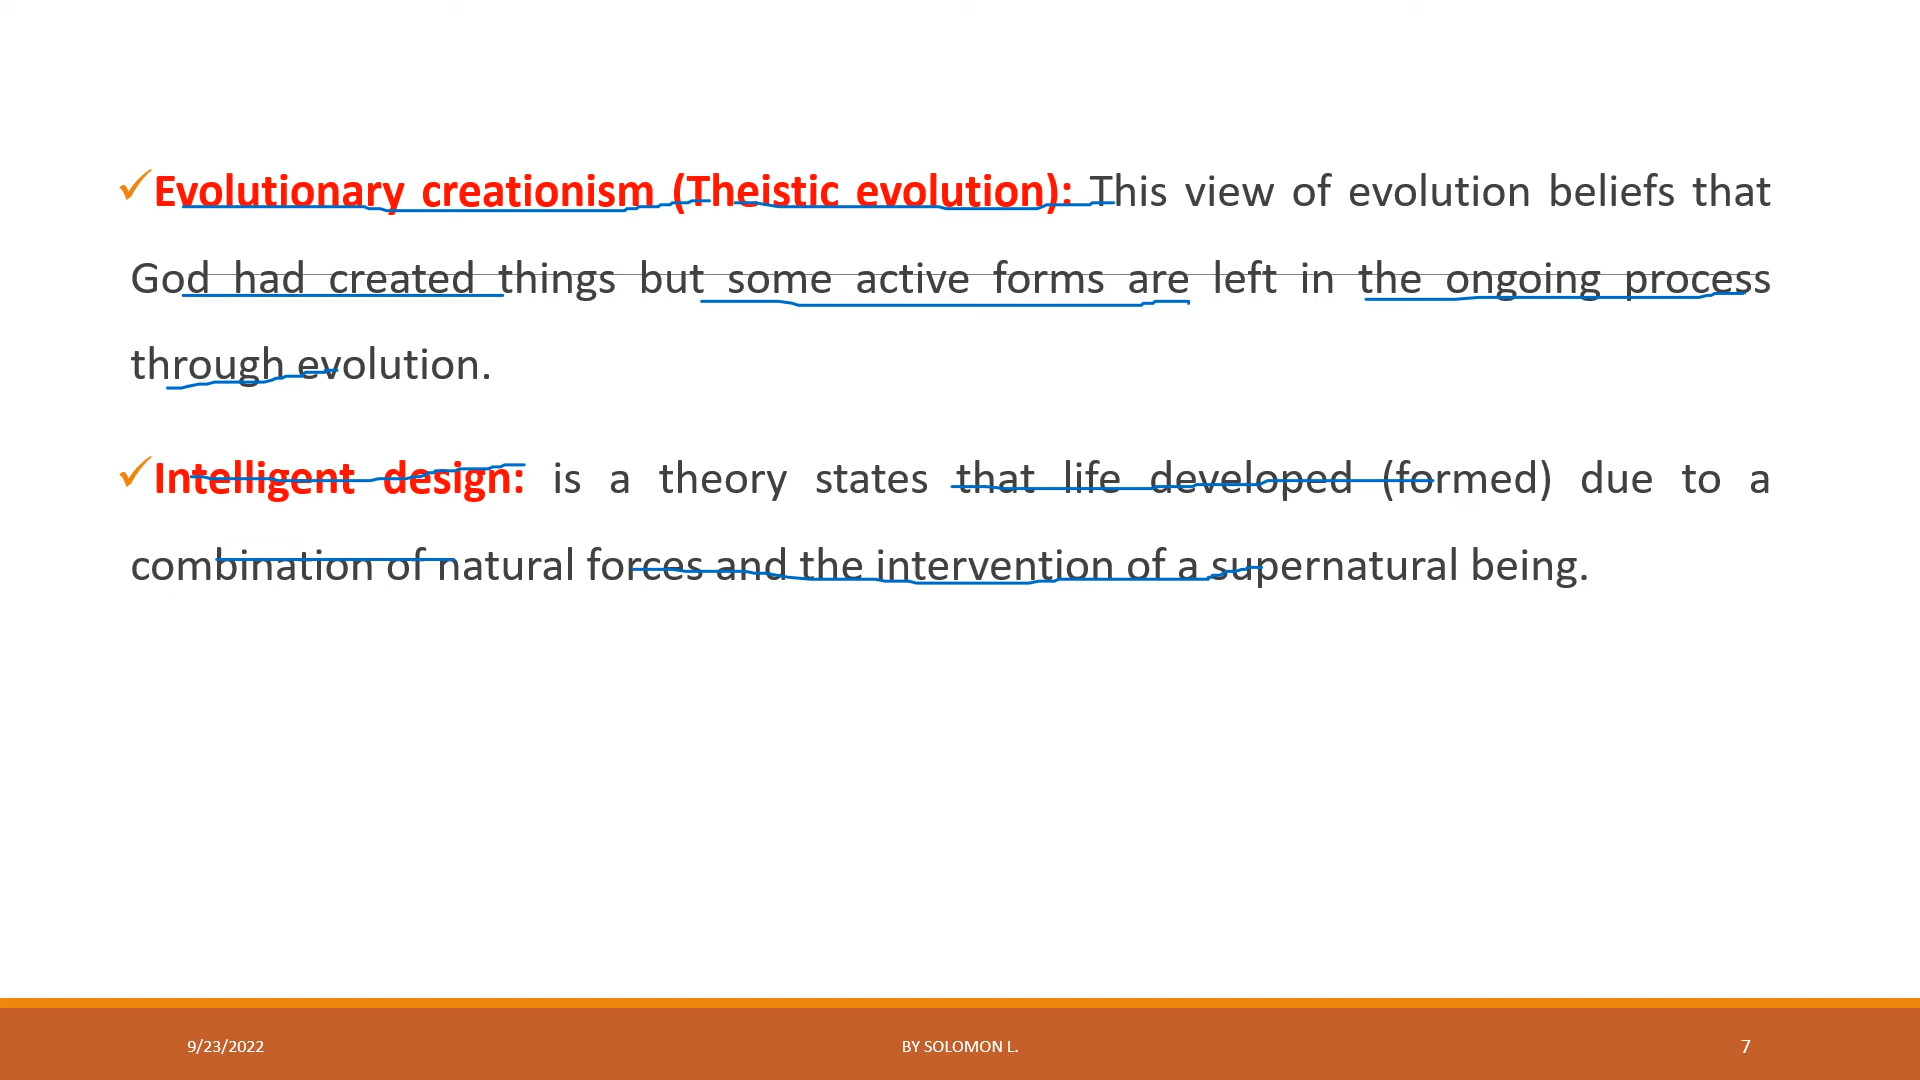 ✓Evolutionary creationism (Theistic evolution): This view of evolution beliefs that
God had created things but some active forms are left in the ongoing process
through evolution.
✓Intelligent design: is a theory states that life developed (formed) due to a
combination of natural forces and the intervention of a supernatural being.
9/23/2022
BY SOLOMON L.
7